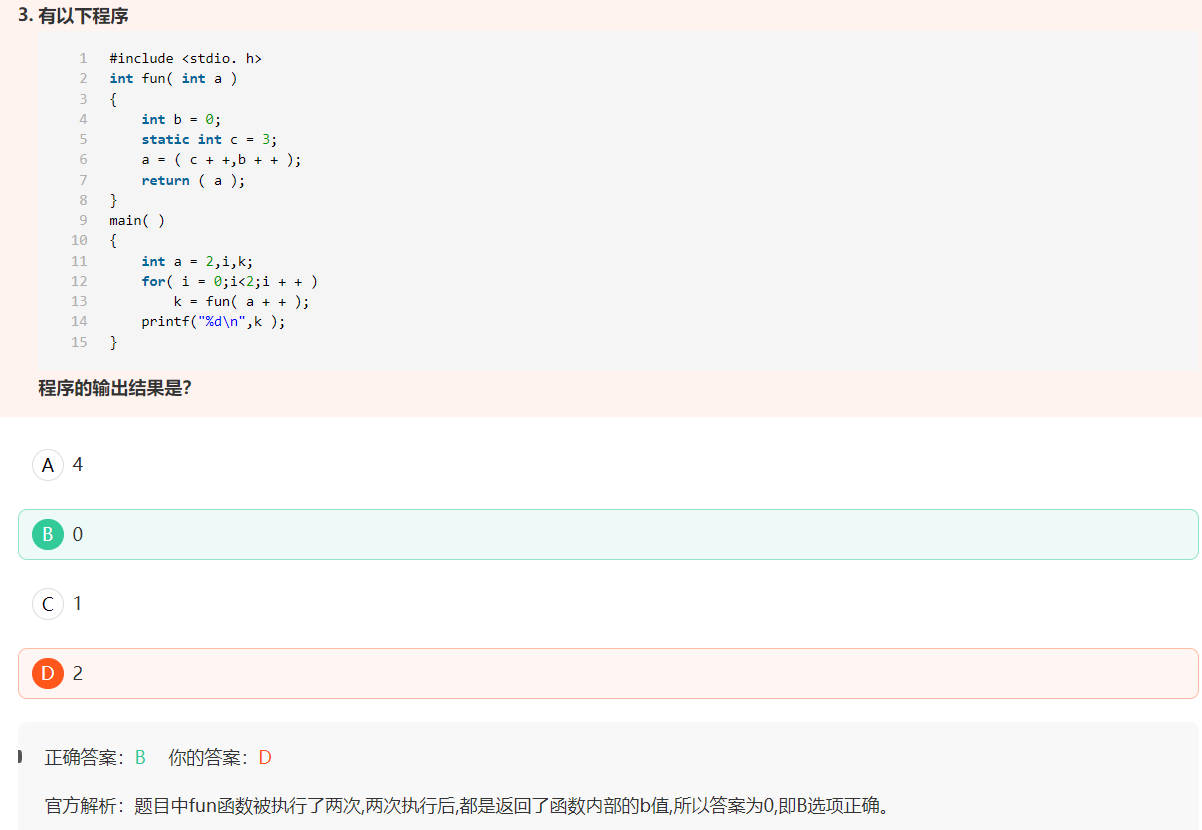 3. 有以下程序
1 #include <stdio. h>
2 int fun( int a )
3 {
4 int b = 0;
5 static int c = 3;
6 a = ( c + +,b + + );
7 return ( a );
8 }
9 main( )
10 {
11 int a = 2,i,k;
12 for( i = 0;i<2;i + + )
13 k = fun( a + + );
14 printf("%d\n",k );
15 }
程序的输出结果是?
A 4
B 0
C 1
D 2
正确答案: B 你的答案: D
官方解析: 题目中fun函数被执行了两次,两次执行后,都是返回了函数内部的b值,所以答案为0,即B选项正确。